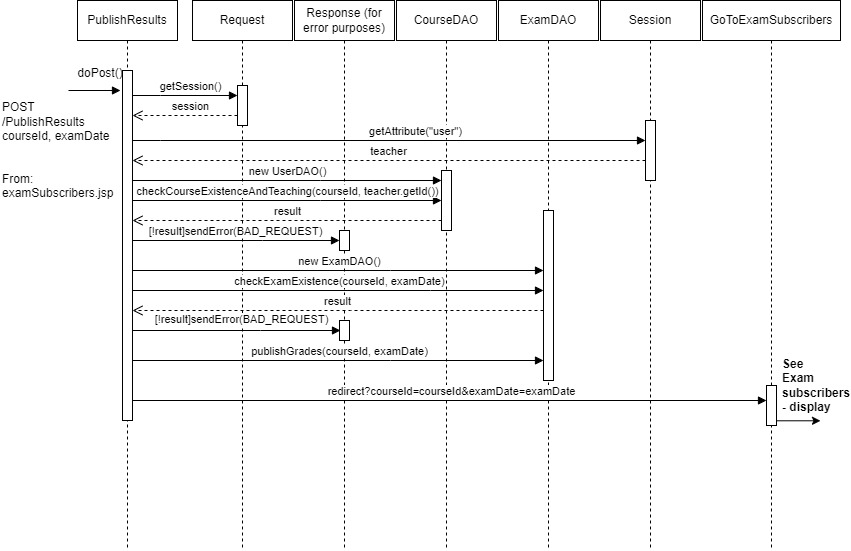 PublishResults
Request
Response (for
error purposes)
CourseDAO
ExamDAO
Session
GoToExamSubscribers
doPost()
getSession()
POST
/PublishResults
courseId, examDate
session
getAttribute("user")
teacher
From:
examSubscribers.jsp
new UserDAO()
checkCourseExistenceAndTeaching(courseId, teacher.getId())
result
[!result]sendError(BAD_REQUEST)
new ExamDAO()
checkExamExistence(courseId, examDate)
result
[!result]sendError(BAD_REQUEST)
publishGrades(courseId, examDate)
redirect?courseId=courseId&examDate=examDate
See
Exam
subscribers
- display